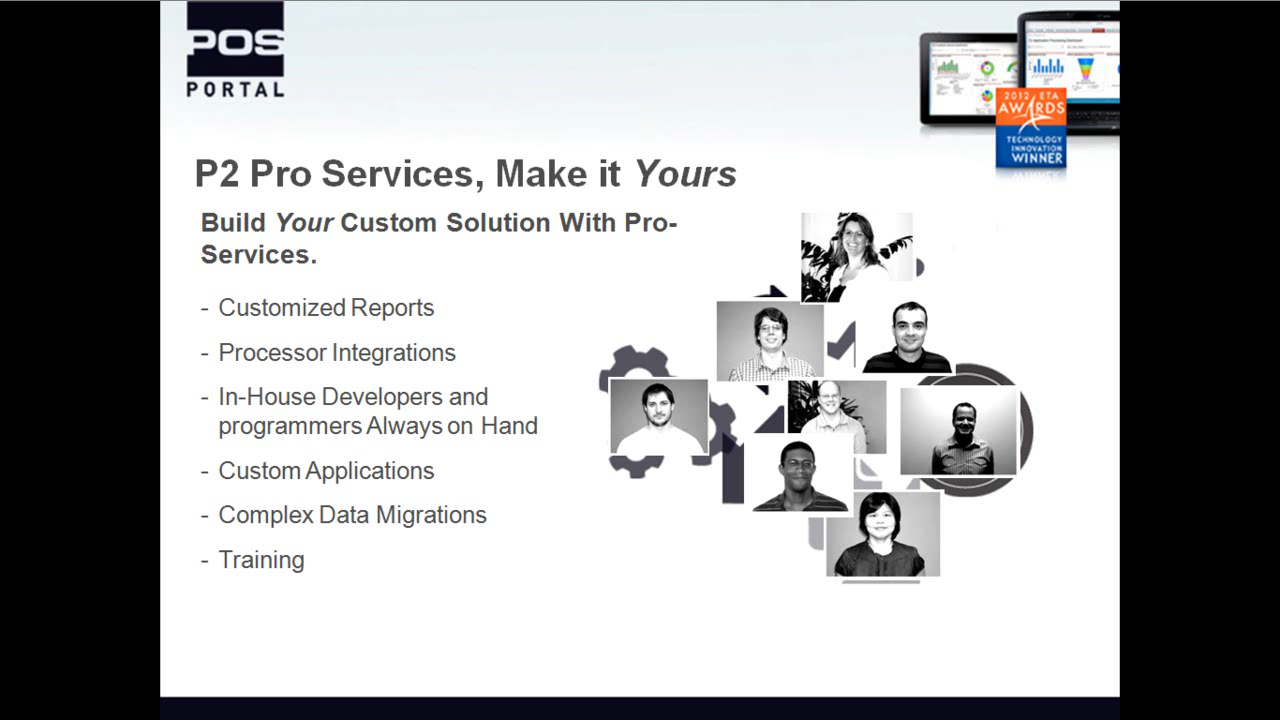 POS
PORTAL
2012 ETA
AWARDS
TECHNOLOGY
INNOVATION
WINNER
P2 Pro Services, Make it Yours
Build Your Custom Solution With Pro-
Services.
- Customized Reports
- Processor Integrations
- In-House Developers and
programmers Always on Hand
- Custom Applications
- Complex Data Migrations
- Training